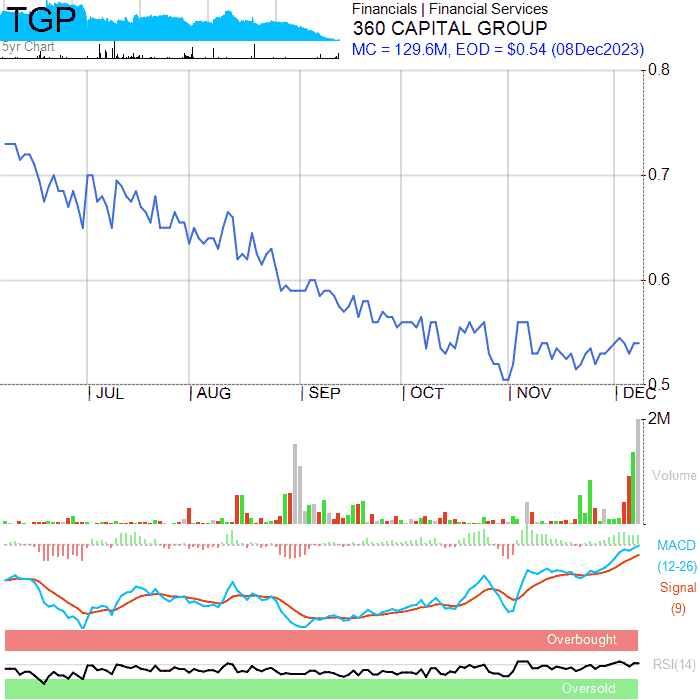 TGP
5yr Chart
Financials | Financial Services
360 CAPITAL GROUP
MC = 129.6M, EOD = $0.54 (08Dec2023)
0.8
0.7
0.6
0.5
JUL AUG SEP OCT NOV DEC
2M
Volume
MACD
(12-26)
Signal
(9)
Overbought
RSI(14)
Oversold